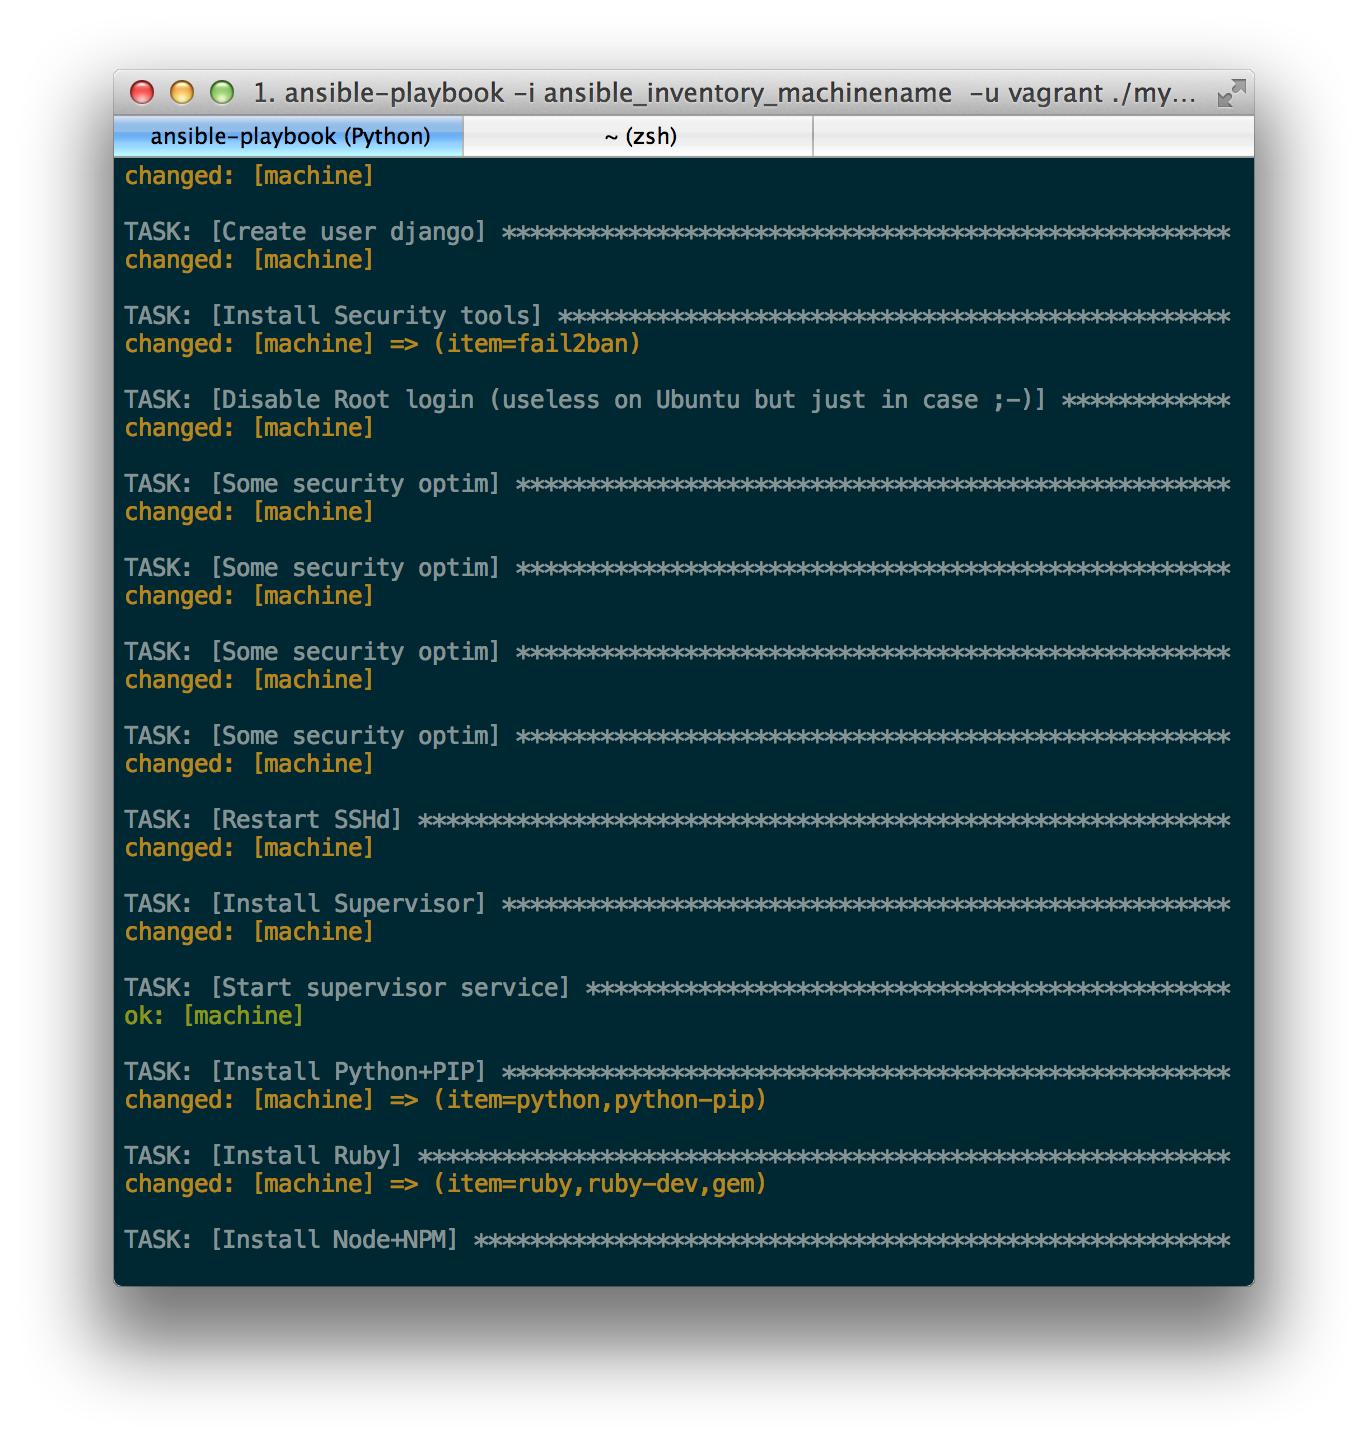 1. ansible-playbook -i ansible_inventory_machinename  -u vagrant ./my...
ansible-playbook (Python)
~ (zsh)
changed: [machine]
TASK: [Create user django] ****************************************************
changed: [machine]
TASK: [Install Security tools] ************************************************
changed: [machine] => (item=fail2ban)
TASK: [Disable Root login (useless on Ubuntu but just in case ;-)] ************
changed: [machine]
TASK: [Some security optim] ***************************************************
changed: [machine]
TASK: [Some security optim] ***************************************************
changed: [machine]
TASK: [Some security optim] ***************************************************
changed: [machine]
TASK: [Some security optim] ***************************************************
changed: [machine]
TASK: [Restart SSHd] **********************************************************
changed: [machine]
TASK: [Install Supervisor] ****************************************************
changed: [machine]
TASK: [Start supervisor service] **********************************************
ok: [machine]
TASK: [Install Python+PIP] ****************************************************
changed: [machine] => (item=python,python-pip)
TASK: [Install Ruby] **********************************************************
changed: [machine] => (item=ruby,ruby-dev,gem)
TASK: [Install Node+NPM] ******************************************************